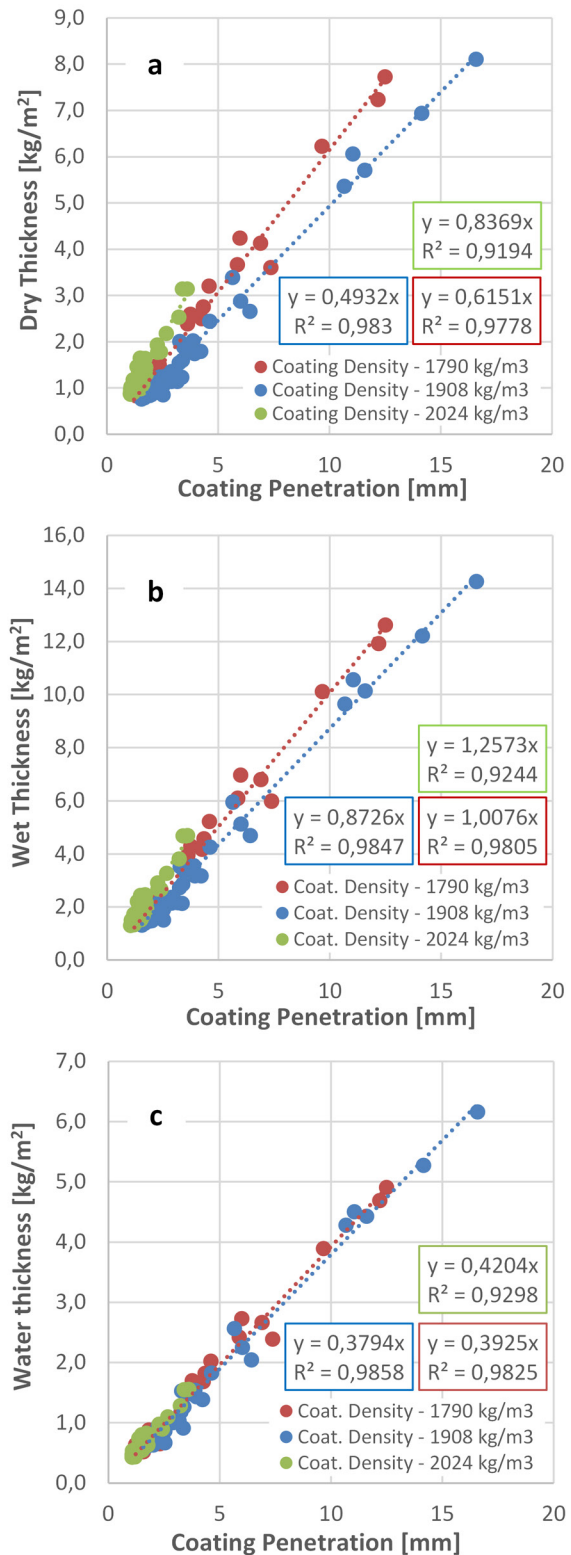 9,0
a
8,0
7,0
6,0
5,0
4,0
3,0
2,0
1,0
0,0
Dry Thickness [kg/m²]
y = 0,8369x
R² = 0,9194
y = 0,4932x
R² = 0,983
y = 0,6151x
R² = 0,9778
Coating Density - 1790 kg/m3
Coating Density - 1908 kg/m3
Coating Density - 2024 kg/m3
0 5 10 15 20
Coating Penetration [mm]
16,0
b
14,0
12,0
10,0
8,0
6,0
4,0
2,0
0,0
Wet Thickness [kg/m²]
y = 1,2573x
R² = 0,9244
y = 0,8726x
R² = 0,9847
y = 1,0076x
R² = 0,9805
Coat. Density - 1790 kg/m3
Coat. Density - 1908 kg/m3
Coat. Density - 2024 kg/m3
0 5 10 15 20
Coating Penetration [mm]
7,0
c
6,0
5,0
4,0
3,0
2,0
1,0
0,0
Water thickness [kg/m²]
y = 0,4204x
R² = 0,9298
y = 0,3794x
R² = 0,9858
y = 0,3925x
R² = 0,9825
Coat. Density - 1790 kg/m3
Coat. Density - 1908 kg/m3
Coat. Density - 2024 kg/m3
0 5 10 15 20
Coating Penetration [mm]